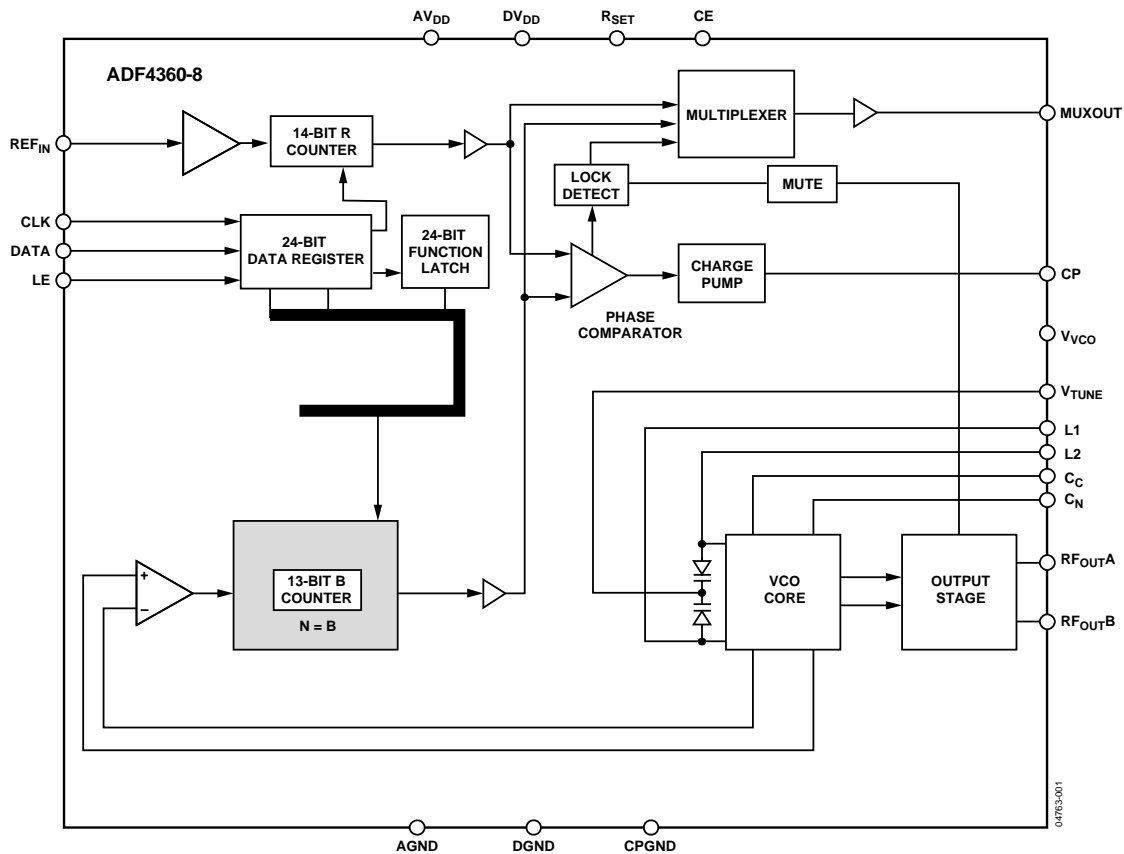 AVDD
DVDD
RSET
CE
ADF4360-8
REFIN
14-BIT R
COUNTER
MULTIPLEXER
MUXOUT
LOCK
DETECT
MUTE
CLK
DATA
LE
24-BIT
DATA REGISTER
24-BIT
FUNCTION
LATCH
CHARGE
PUMP
CP
PHASE
COMPARATOR
VVCO
VTUNE
L1
L2
CC
CN
+
−
13-BIT B
COUNTER
N = B
VCO
CORE
OUTPUT
STAGE
RFOUTA
RFOUTB
AGND
DGND
CPGND
04763-001